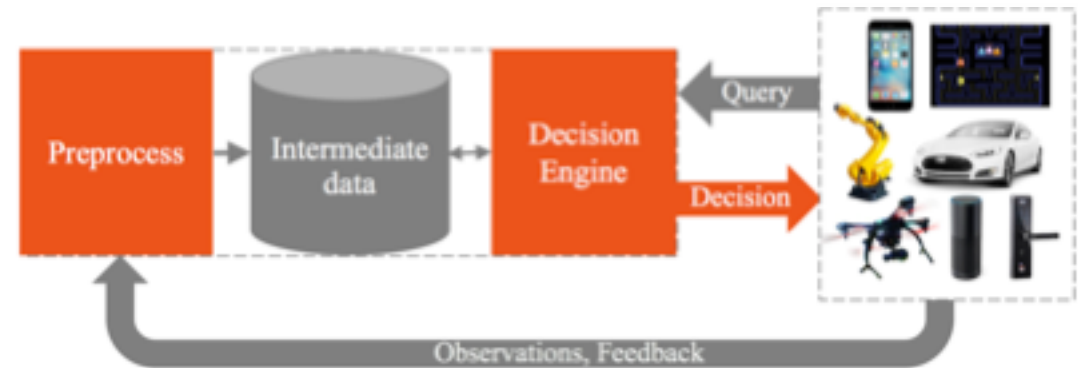 Preprocess
Intermediate
data
Decision
Engine
Query
Decision
Observations, Feedback